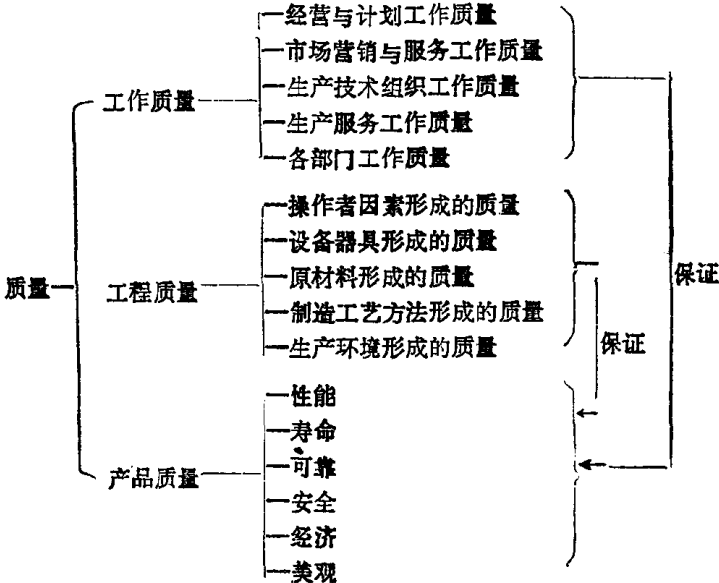 质量
工作质量
经营与计划工作质量
市场营销与服务工作质量
生产技术组织工作质量
生产服务工作质量
各部门工作质量
工程质量
操作者因素形成的质量
设备器具形成的质量
原材料形成的质量
制造工艺方法形成的质量
生产环境形成的质量
产品质量
性能
寿命
可靠
安全
经济
美观
保证
保证